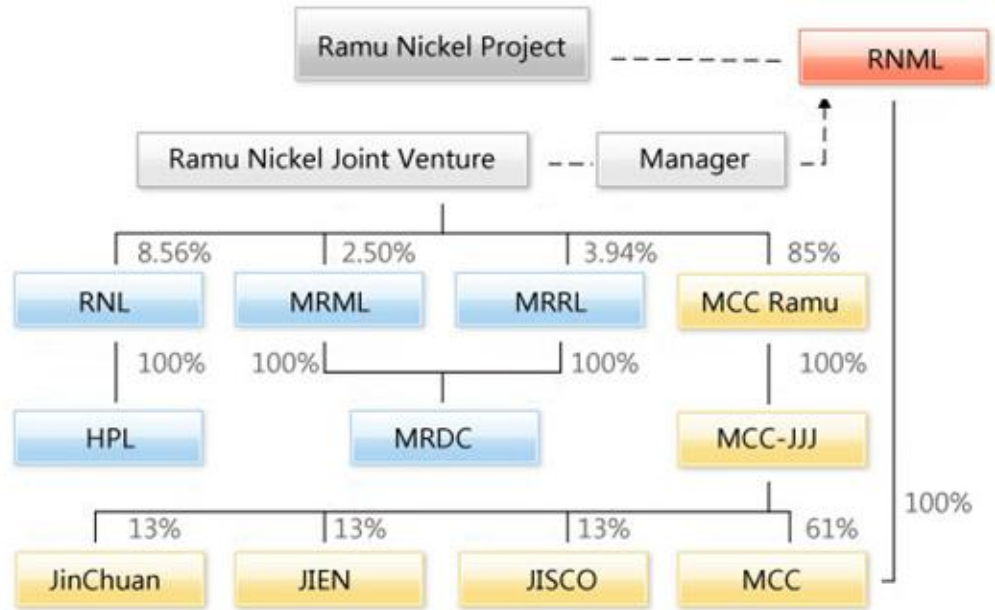 Ramu Nickel Project
RNML
Ramu Nickel Joint Venture
Manager
8.56%
2.50%
3.94%
85%
RNL
MRML
MRRL
MCC Ramu
100%
100%
100%
100%
HPL
MRDC
MCC-JJJ
100%
13%
13%
13%
61%
JinChuan
JIEN
JISCO
MCC